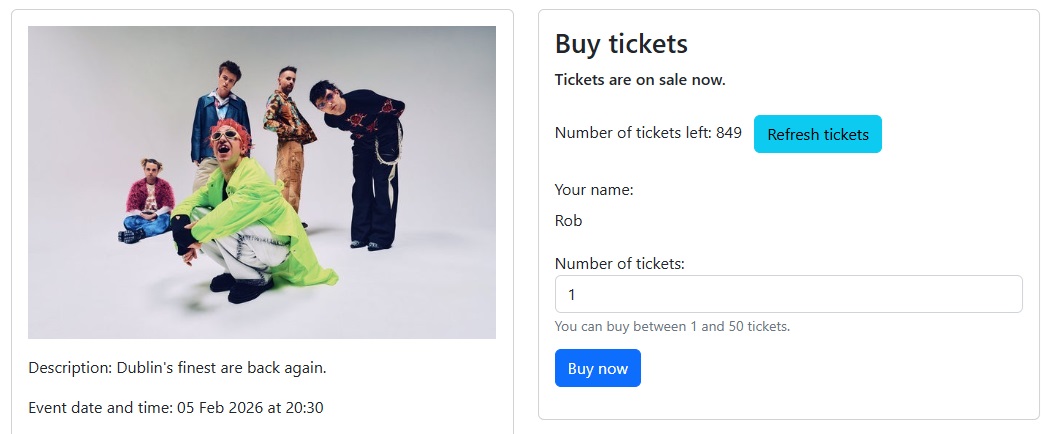 Description: Dublin's finest are back again.
Event date and time: 05 Feb 2026 at 20:30
Buy tickets
Tickets are on sale now.
Number of tickets left: 849
Refresh tickets
Your name:
Rob
Number of tickets:
1
You can buy between 1 and 50 tickets.
Buy now